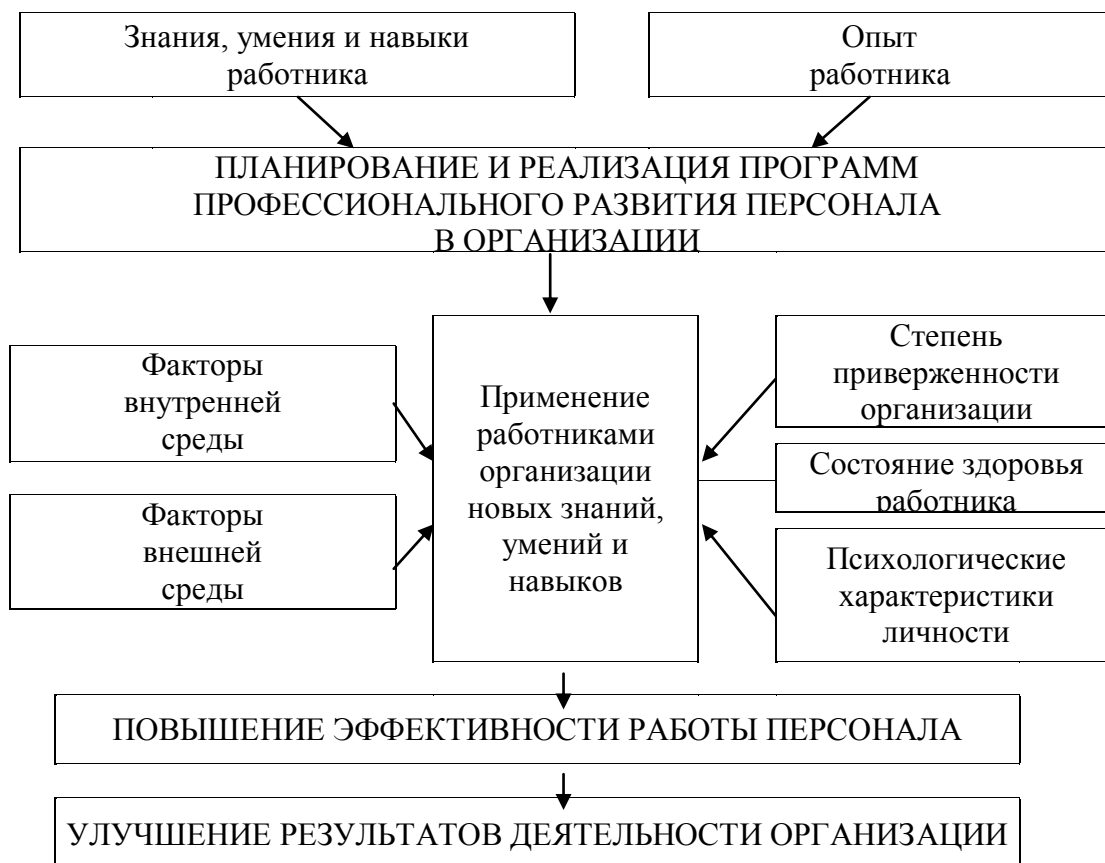 Знания, умения и навыки
работника
Опыт
работника
ПЛАНИРОВАНИЕ И РЕАЛИЗАЦИЯ ПРОГРАММ
ПРОФЕССИОНАЛЬНОГО РАЗВИТИЯ ПЕРСОНАЛА
В ОРГАНИЗАЦИИ
Факторы
внутренней
среды
Факторы
внешней
среды
Применение
работниками
организации
новых знаний,
умений и
навыков
Степень
приверженности
организации
Состояние здоровья
работника
Психологические
характеристики
личности
ПОВЫШЕНИЕ ЭФФЕКТИВНОСТИ РАБОТЫ ПЕРСОНАЛА
УЛУЧШЕНИЕ РЕЗУЛЬТАТОВ ДЕЯТЕЛЬНОСТИ ОРГАНИЗАЦИИ